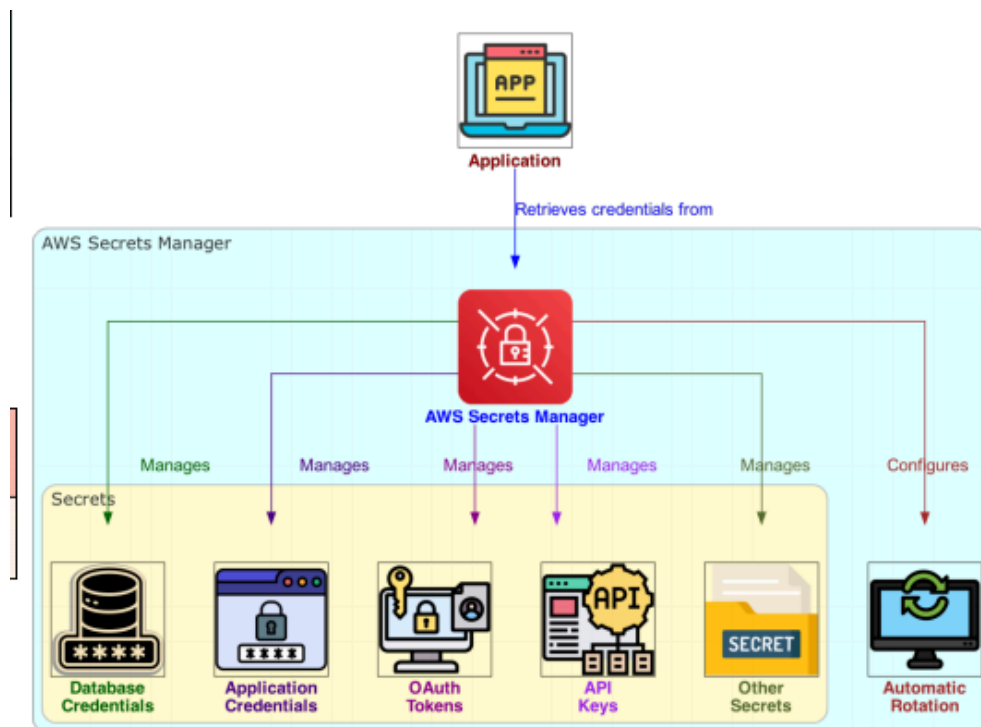 APP
Application
Retrieves credentials from
AWS Secrets Manager
AWS Secrets Manager
Manages
Manages
Manages
Manages
Manages
Configures
Secrets
****
****
API
SECRET
Database
Credentials
Application
Credentials
OAuth
Tokens
API
Keys
Other
Secrets
Automatic
Rotation